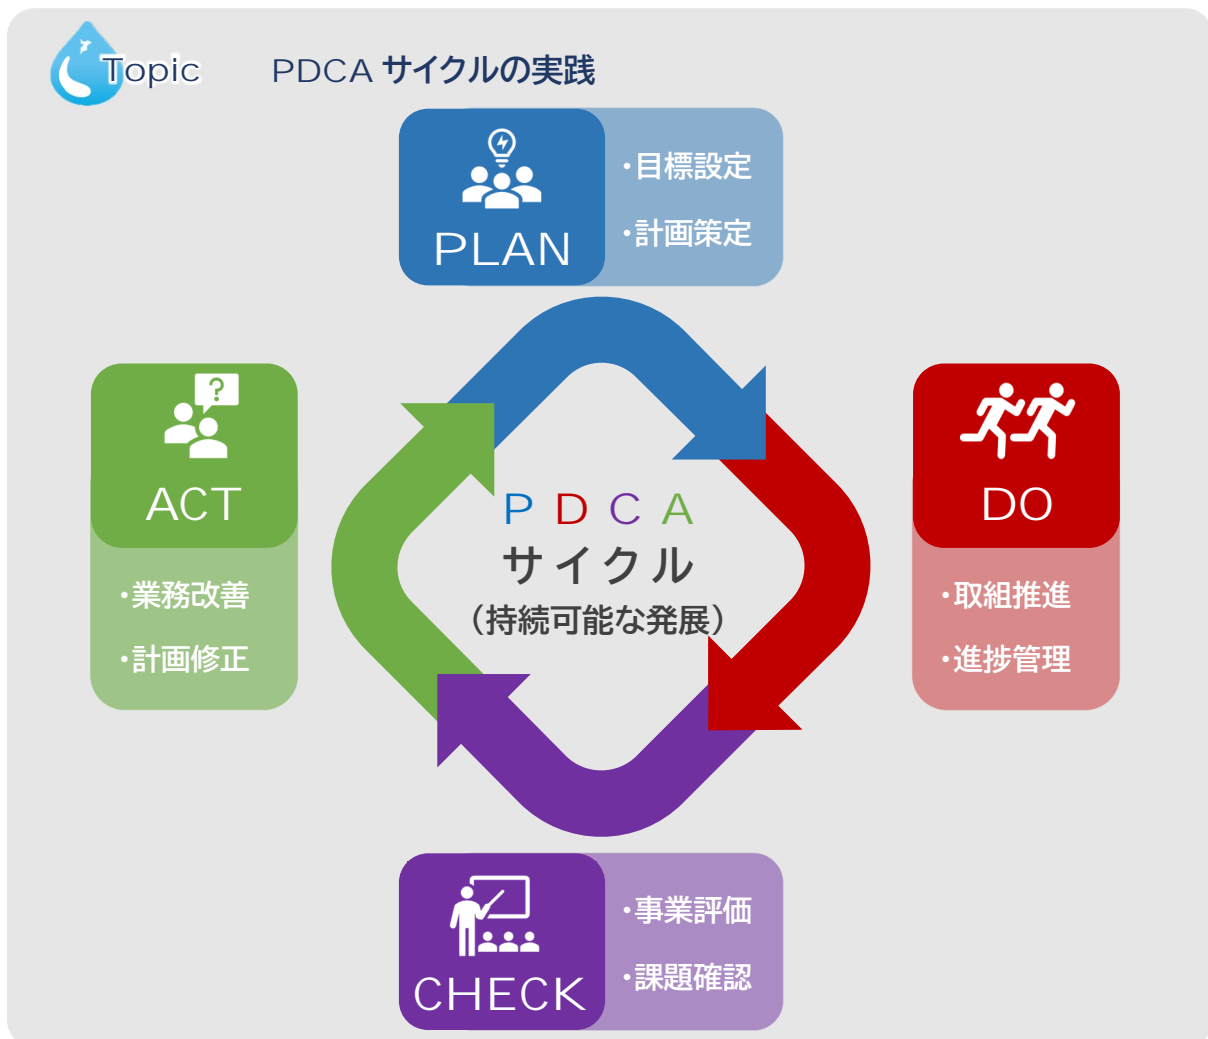 Topic
PDCA サイクルの実践
PLAN
・目標設定
・計画策定
DO
・取組推進
・進捗管理
CHECK
・事業評価
・課題確認
ACT
・業務改善
・計画修正
PDCA
サイクル
（持続可能な発展）
?